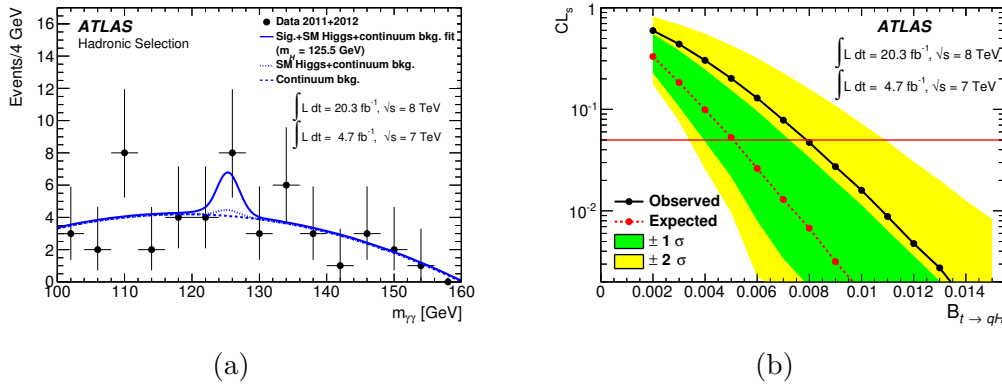 ATLAS
Hadronic Selection
Data 2011+2012
Sig.+SM Higgs+continuum bkg. fit
(m_H = 125.5 GeV)
SM Higgs+continuum bkg.
Continuum bkg.
∫ L dt = 20.3 fb⁻¹, √s = 8 TeV
∫ L dt = 4.7 fb⁻¹, √s = 7 TeV
Events/4 GeV
16
14
12
10
8
6
4
2
0
100 110 120 130 140 150 160
m_γγ [GeV]
(a)
CL_s
ATLAS
∫ L dt = 20.3 fb⁻¹, √s = 8 TeV
∫ L dt = 4.7 fb⁻¹, √s = 7 TeV
1
10⁻¹
10⁻²
Observed
Expected
± 1 σ
± 2 σ
0 0.002 0.004 0.006 0.008 0.01 0.012 0.014
B_t → qH
(b)